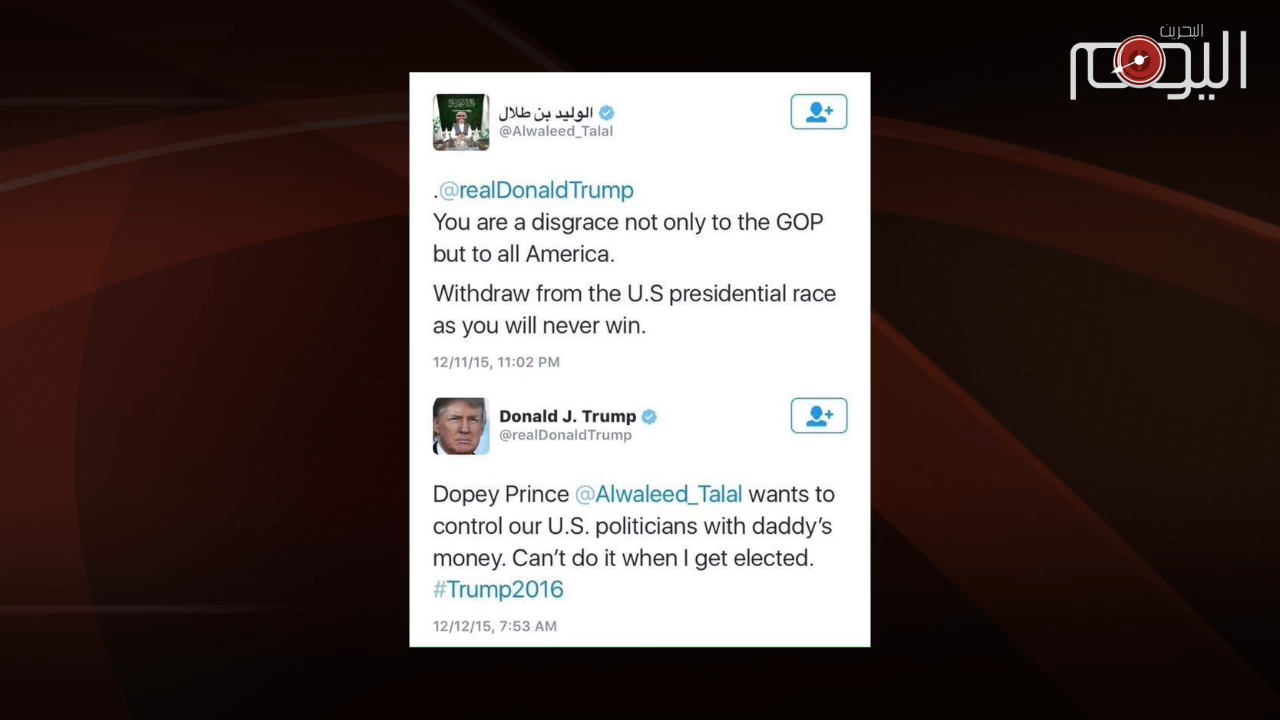 البحرين
اليوم
الوليد بن طلال
@Alwaleed_Talal
.@realDonaldTrump
You are a disgrace not only to the GOP
but to all America.
Withdraw from the U.S presidential race
as you will never win.
12/11/15, 11:02 PM
Donald J. Trump
@realDonaldTrump
Dopey Prince @Alwaleed_Talal wants to
control our U.S. politicians with daddy’s
money. Can’t do it when I get elected.
#Trump2016
12/12/15, 7:53 AM